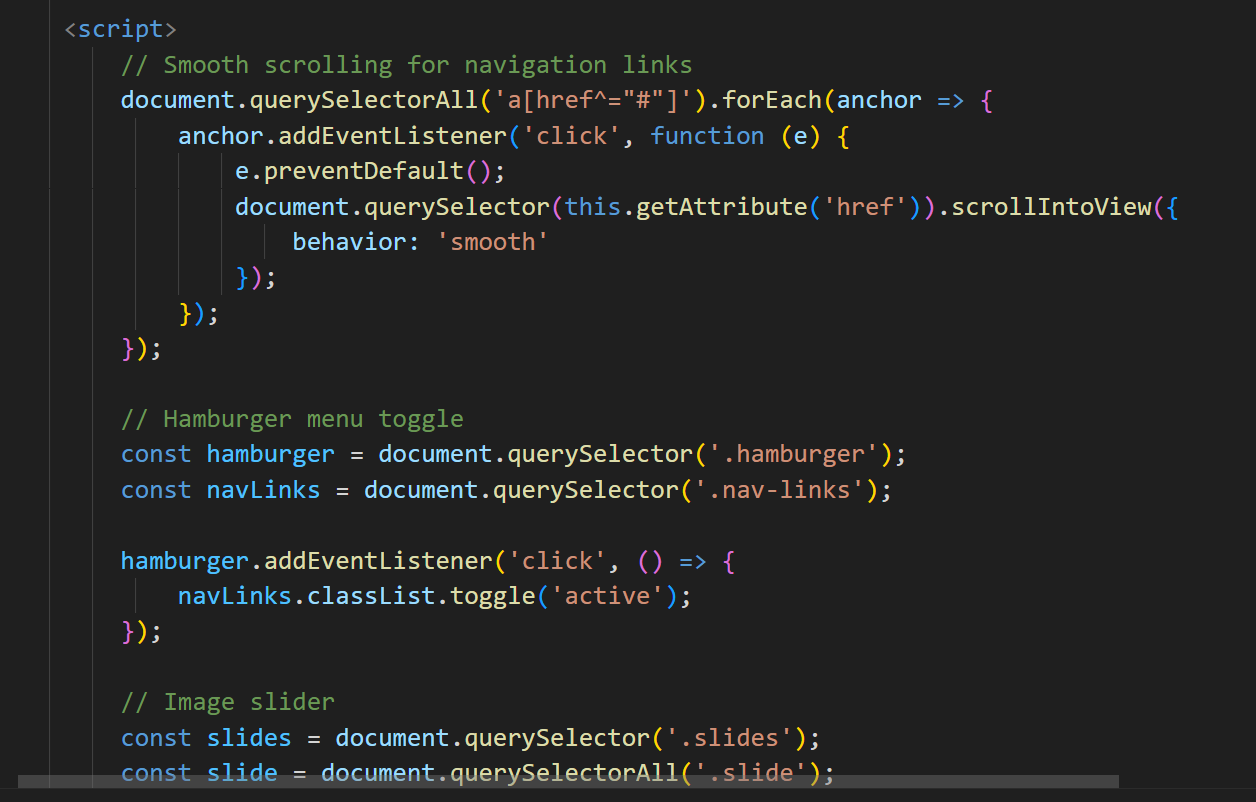 <script>
// Smooth scrolling for navigation links
document.querySelectorAll('a[href^="#"]').forEach(anchor => {
anchor.addEventListener('click', function (e) {
e.preventDefault();
document.querySelector(this.getAttribute('href')).scrollIntoView({
behavior: 'smooth'
});
});
});
// Hamburger menu toggle
const hamburger = document.querySelector('.hamburger');
const navLinks = document.querySelector('.nav-links');
hamburger.addEventListener('click', () => {
navLinks.classList.toggle('active');
});
// Image slider
const slides = document.querySelector('.slides');
const slide = document.querySelectorAll('.slide');